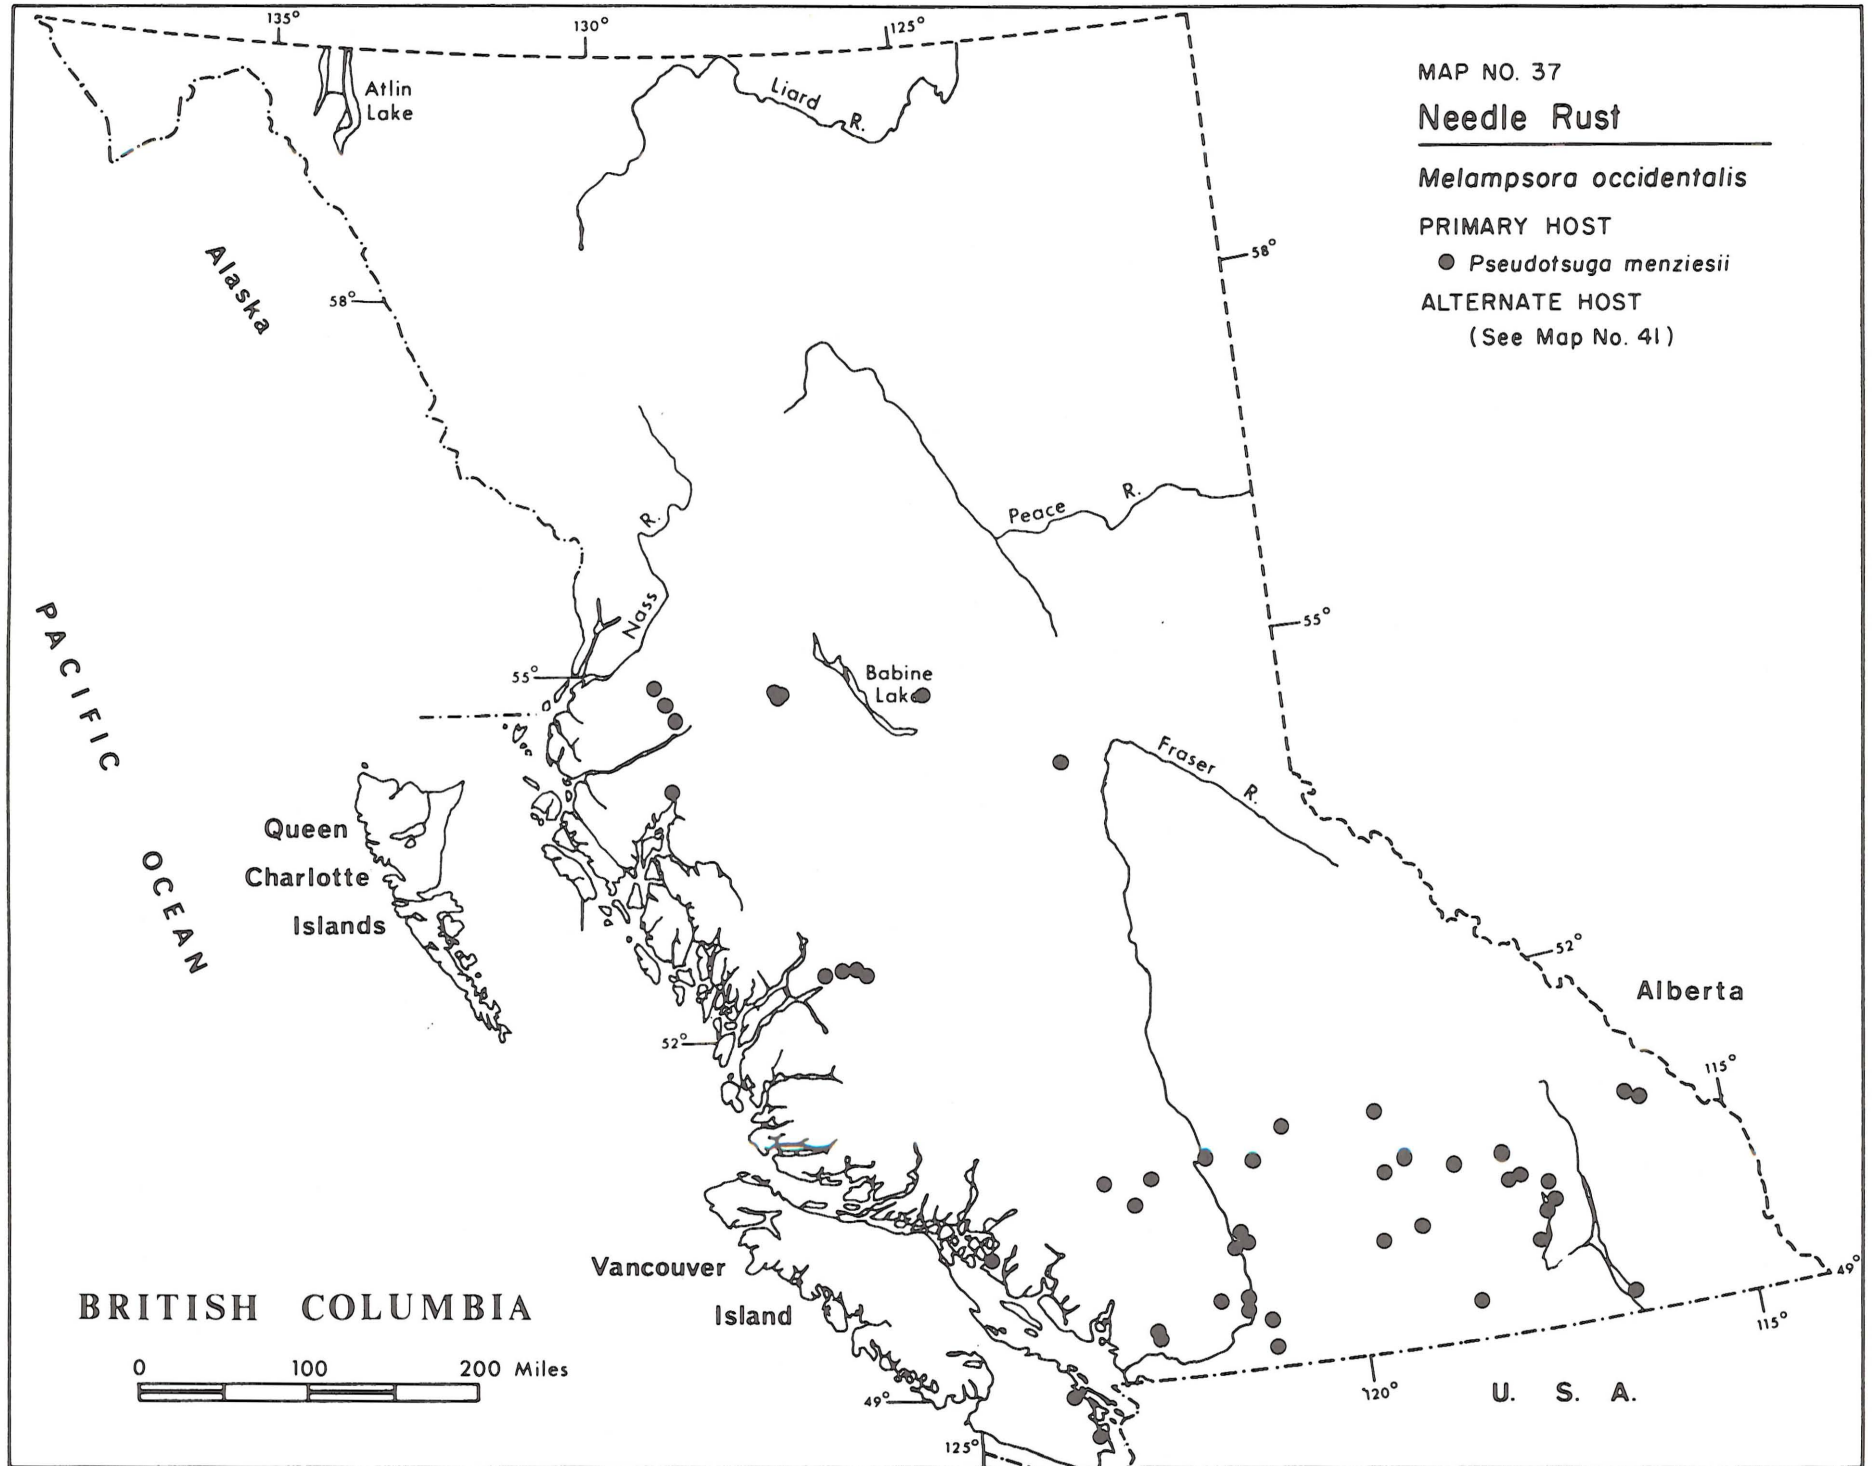 135°
130°
125°
Atlin
Lake
Liard
R.
MAP NO. 37
Needle Rust
Melampsora occidentalis
PRIMARY HOST
Pseudotsuga menziesii
ALTERNATE HOST
(See Map No. 41)
Alaska
58°
58°
Peace
R.
R.
Nass
55°
55°
Babine
Lake
PACIFIC
OCEAN
Fraser
R.
Queen
Charlotte
Islands
52°
52°
Alberta
115°
Vancouver
Island
49°
BRITISH COLUMBIA
0 100 200 Miles
115°
120°
U. S. A.
49°
125°